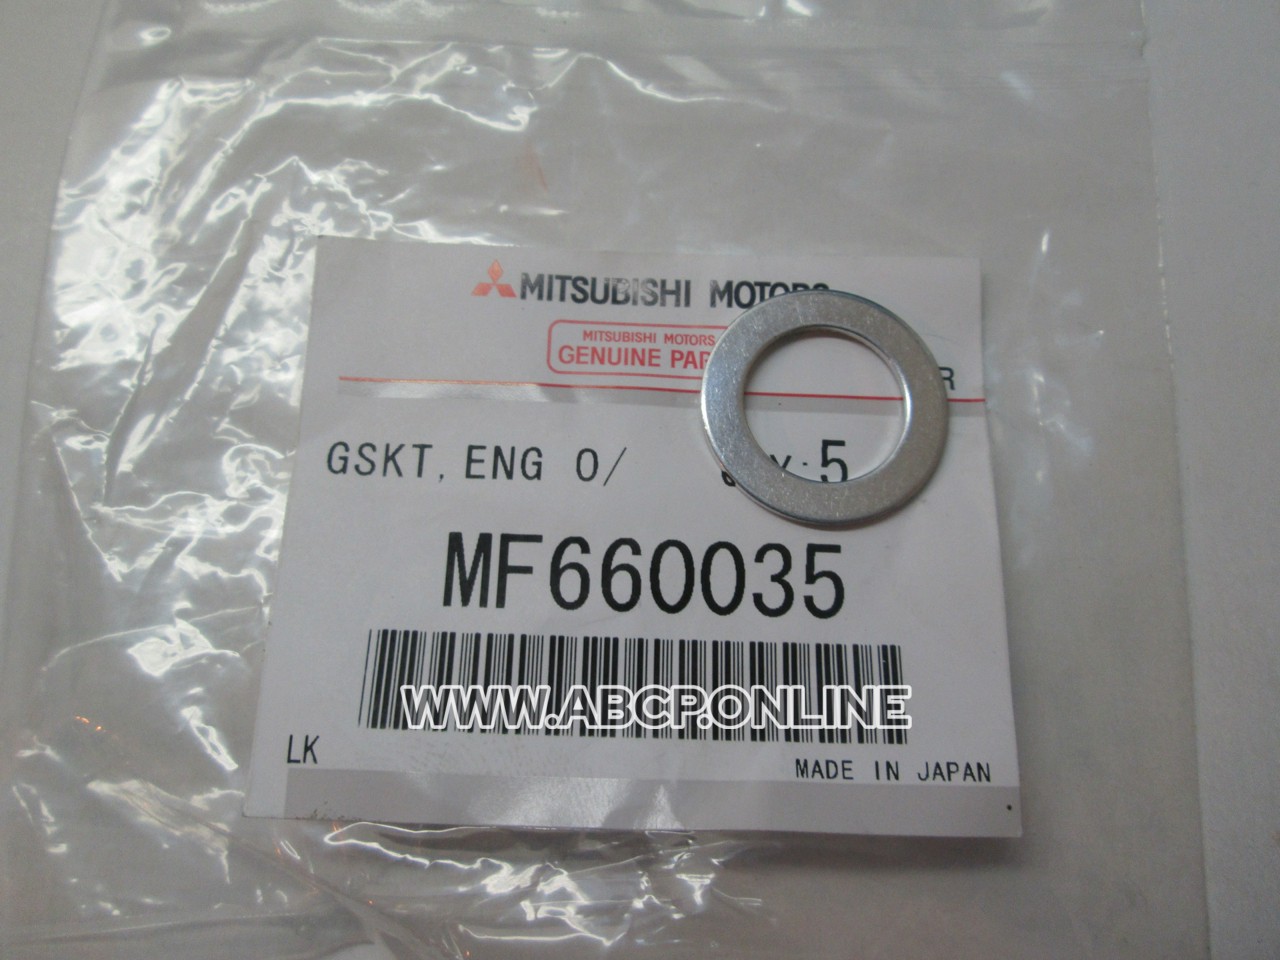 MITSUBISHI MOTORS
MITSUBISHI MOTORS
GENUINE PAR
R
GSKT, ENG O/
Y: 5
MF660035
WWW.ABCP.ONLINE
LK
MADE IN JAPAN